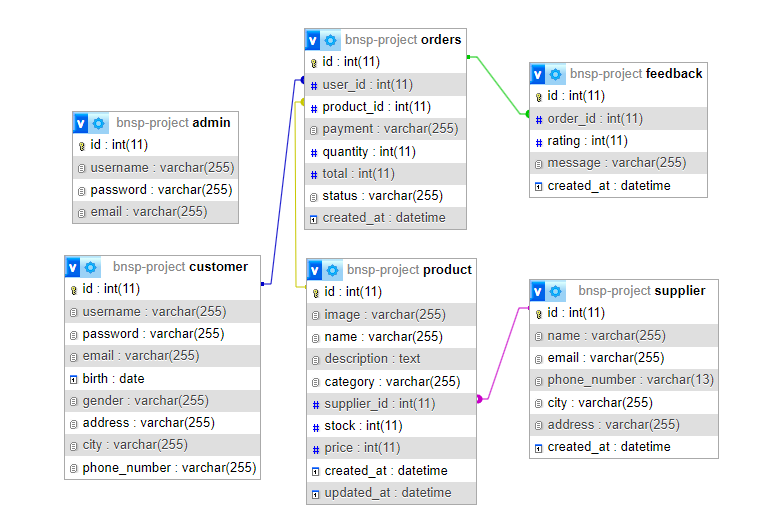 bnsp-project orders
id : int(11)
user_id : int(11)
product_id : int(11)
payment : varchar(255)
quantity : int(11)
total : int(11)
status : varchar(255)
created_at : datetime
bnsp-project feedback
id : int(11)
order_id : int(11)
rating : int(11)
message : varchar(255)
created_at : datetime
bnsp-project admin
id : int(11)
username : varchar(255)
password : varchar(255)
email : varchar(255)
bnsp-project customer
id : int(11)
username : varchar(255)
password : varchar(255)
email : varchar(255)
birth : date
gender : varchar(255)
address : varchar(255)
city : varchar(255)
phone_number : varchar(255)
bnsp-project product
id : int(11)
image : varchar(255)
name : varchar(255)
description : text
category : varchar(255)
supplier_id : int(11)
stock : int(11)
price : int(11)
created_at : datetime
updated_at : datetime
bnsp-project supplier
id : int(11)
name : varchar(255)
email : varchar(255)
phone_number : varchar(13)
city : varchar(255)
address : varchar(255)
created_at : datetime